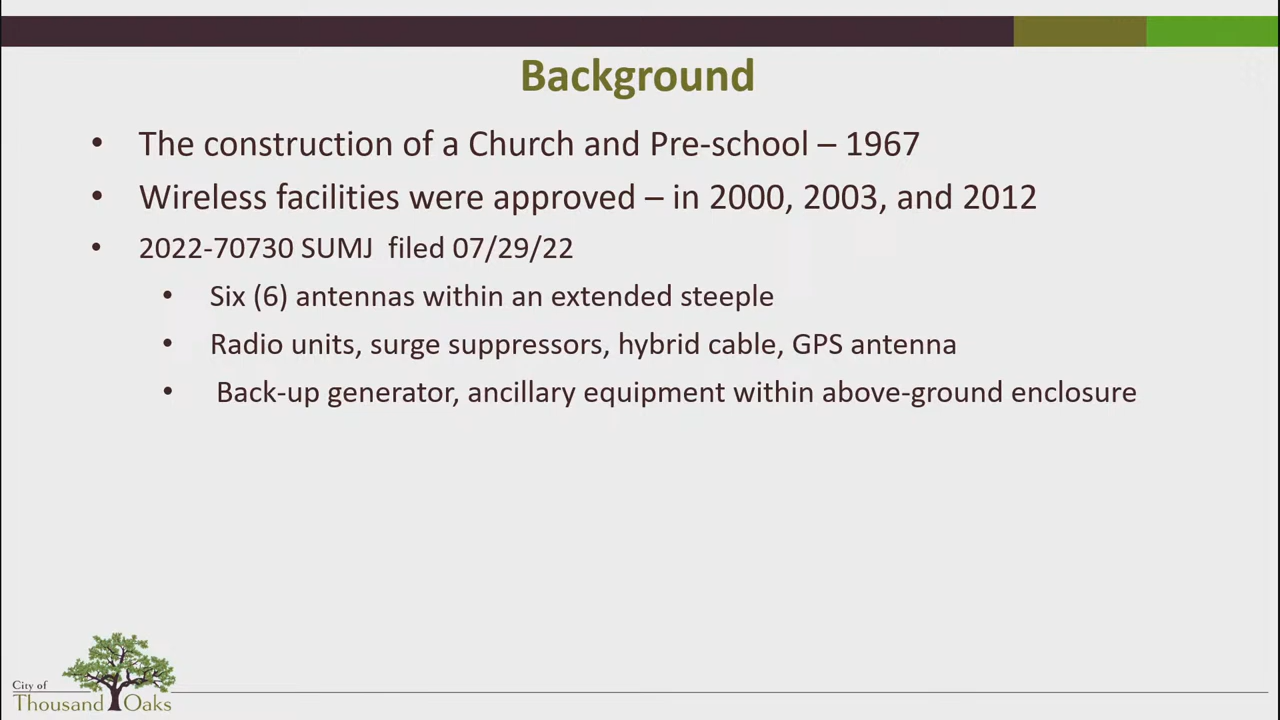 Background
• The construction of a Church and Pre-school – 1967
• Wireless facilities were approved – in 2000, 2003, and 2012
• 2022-70730 SUMJ filed 07/29/22
• Six (6) antennas within an extended steeple
• Radio units, surge suppressors, hybrid cable, GPS antenna
• Back-up generator, ancillary equipment within above-ground enclosure
City of
Thousand Oaks